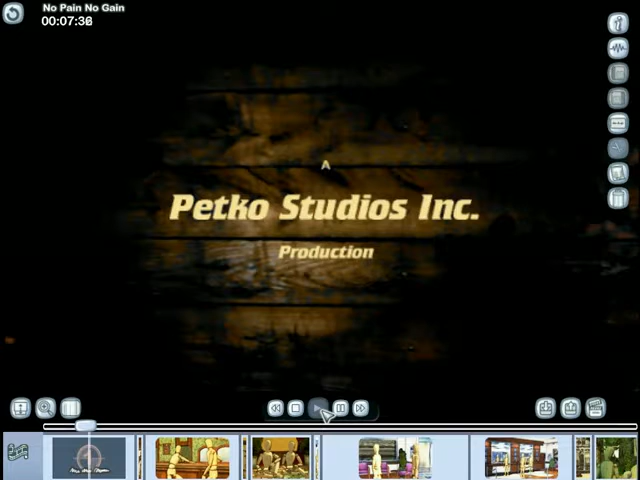 No Pain No Gain
00:07:36
A
Petko Studios Inc.
Production